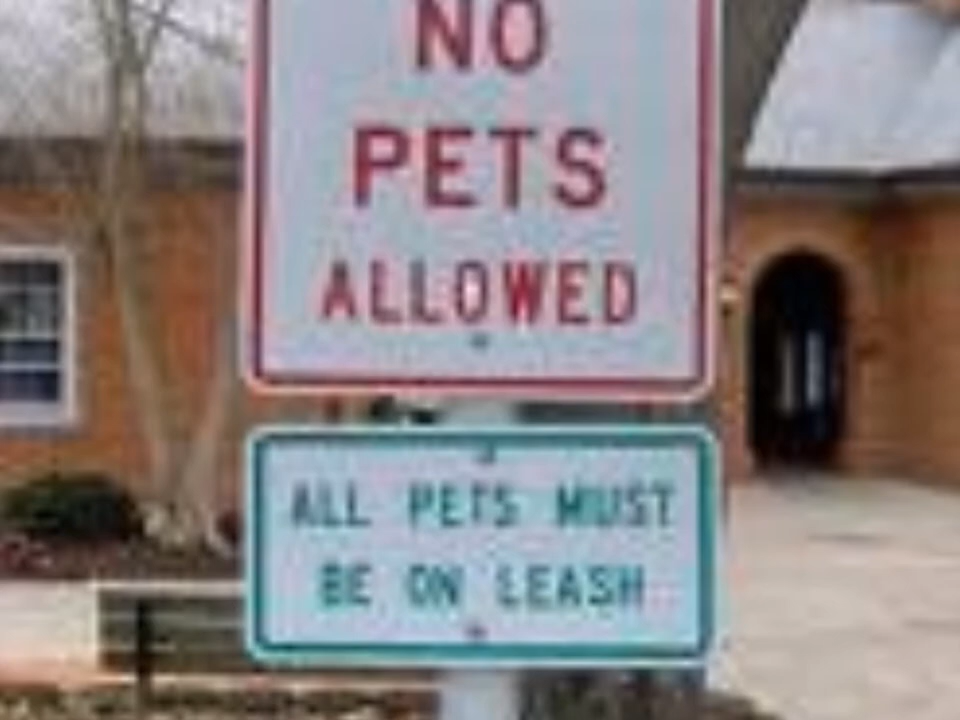 NO
PETS
ALLOWED
ALL PETS MUST
BE ON LEASH